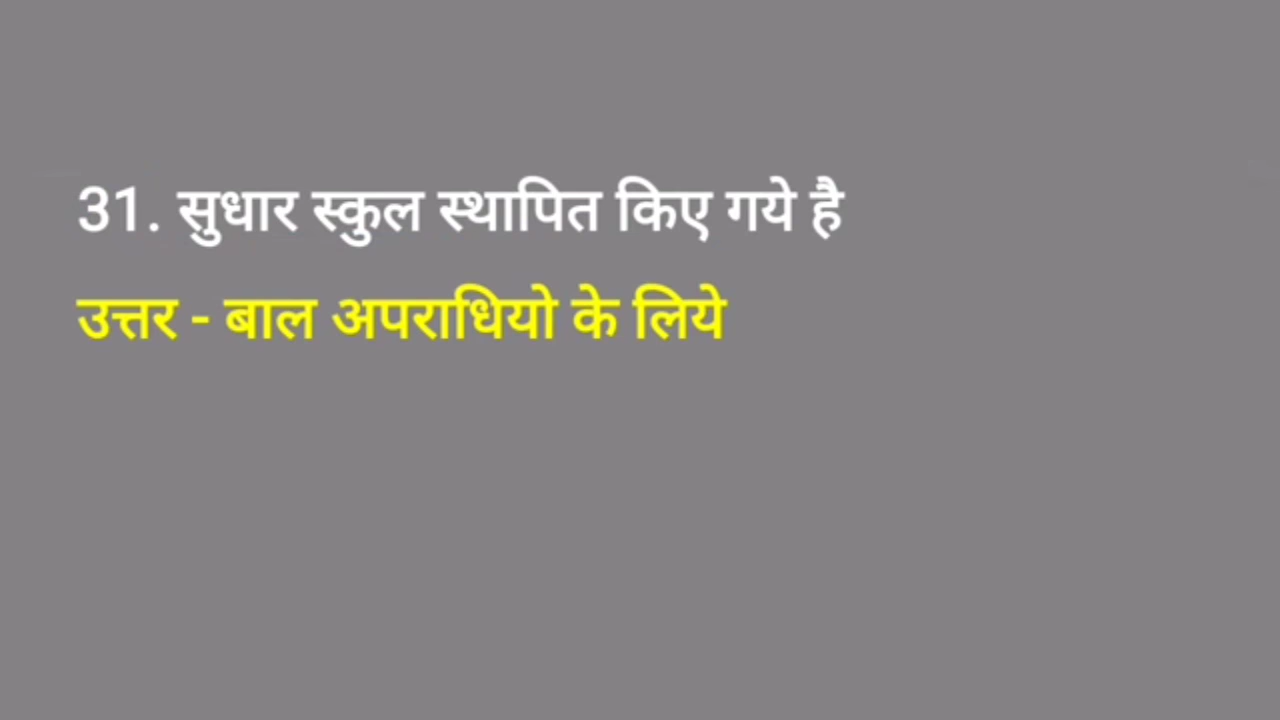 31. सुधार स्कुल स्थापित किए गये है
उत्तर - बाल अपराधियो के लिये